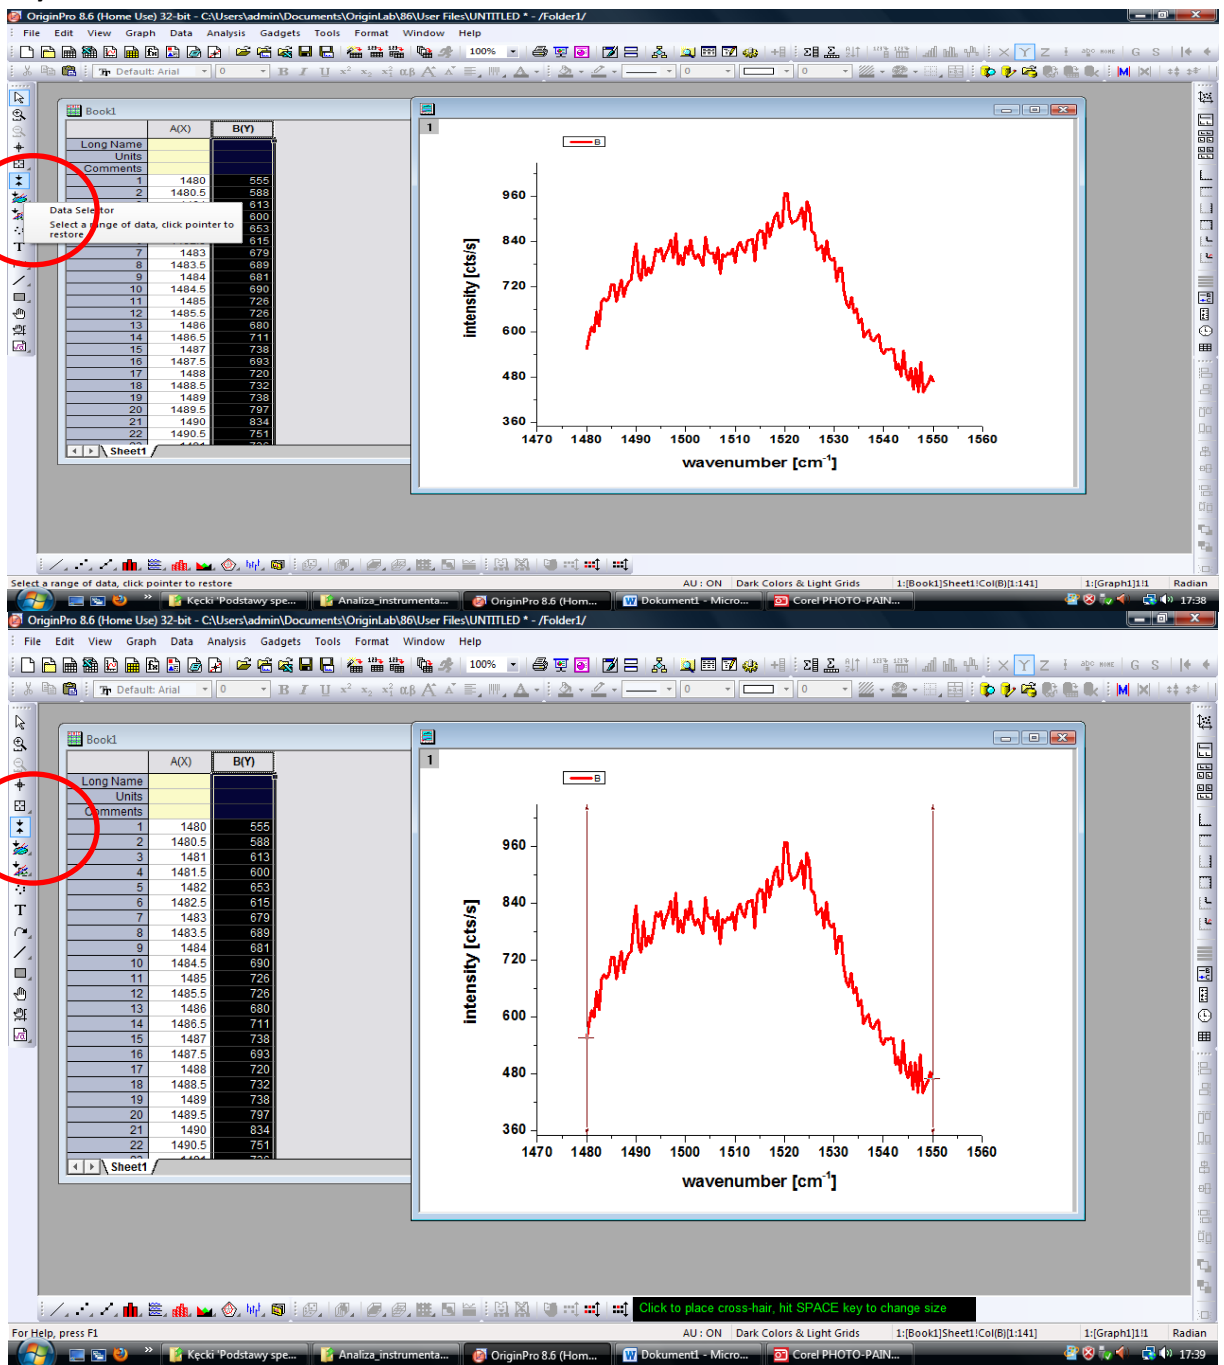 OriginPro 8.6 (Home Use) 32-bit - C:\Users\admin\Documents\OriginLab\86\User Files\UNTITLED * - /Folder1/
File Edit View Graph Data Analysis Gadgets Tools Format Window Help
100%
Default: Arial 0 B I U x² x₂ αβ A A 0 0
Book1
A(X) B(Y)
Long Name
Units
Comments
1 1480 555
2 1480.5 588
613
600
653
615
7 1483 679
8 1483.5 689
9 1484 681
10 1484.5 690
11 1485 726
12 1485.5 726
13 1486 680
14 1486.5 711
15 1487 738
16 1487.5 693
17 1488 720
18 1488.5 732
19 1489 738
20 1489.5 797
21 1490 834
22 1490.5 751
Sheet1
Data Selector
Select a range of data, click pointer to
restore
T
1
B
960
840
720
600
480
360
intensity [cts/s]
1470 1480 1490 1500 1510 1520 1530 1540 1550 1560
wavenumber [cm⁻¹]
Select a range of data, click pointer to restore AU : ON Dark Colors & Light Grids 1:[Book1]Sheet1!Col(B)[1:141] 1:[Graph1]1!1 Radian
Kęcki 'Podstawy spe... Analiza_instrumenta... OriginPro 8.6 (Hom... Dokument1 - Micro... Corel PHOTO-PAIN... 17:38
OriginPro 8.6 (Home Use) 32-bit - C:\Users\admin\Documents\OriginLab\86\User Files\UNTITLED * - /Folder1/
File Edit View Graph Data Analysis Gadgets Tools Format Window Help
100%
Default: Arial 0 B I U x² x₂ αβ A A 0 0
Book1
A(X) B(Y)
Long Name
Units
Comments
1 1480 555
2 1480.5 588
3 1481 613
4 1481.5 600
5 1482 653
6 1482.5 615
7 1483 679
8 1483.5 689
9 1484 681
10 1484.5 690
11 1485 726
12 1485.5 726
13 1486 680
14 1486.5 711
15 1487 738
16 1487.5 693
17 1488 720
18 1488.5 732
19 1489 738
20 1489.5 797
21 1490 834
22 1490.5 751
Sheet1
T
1
B
960
840
720
600
480
360
intensity [cts/s]
1470 1480 1490 1500 1510 1520 1530 1540 1550 1560
wavenumber [cm⁻¹]
Click to place cross-hair, hit SPACE key to change size
For Help, press F1 AU : ON Dark Colors & Light Grids 1:[Book1]Sheet1!Col(B)[1:141] 1:[Graph1]1!1 Radian
Kęcki 'Podstawy spe... Analiza_instrumenta... OriginPro 8.6 (Hom... Dokument1 - Micro... Corel PHOTO-PAIN... 17:39